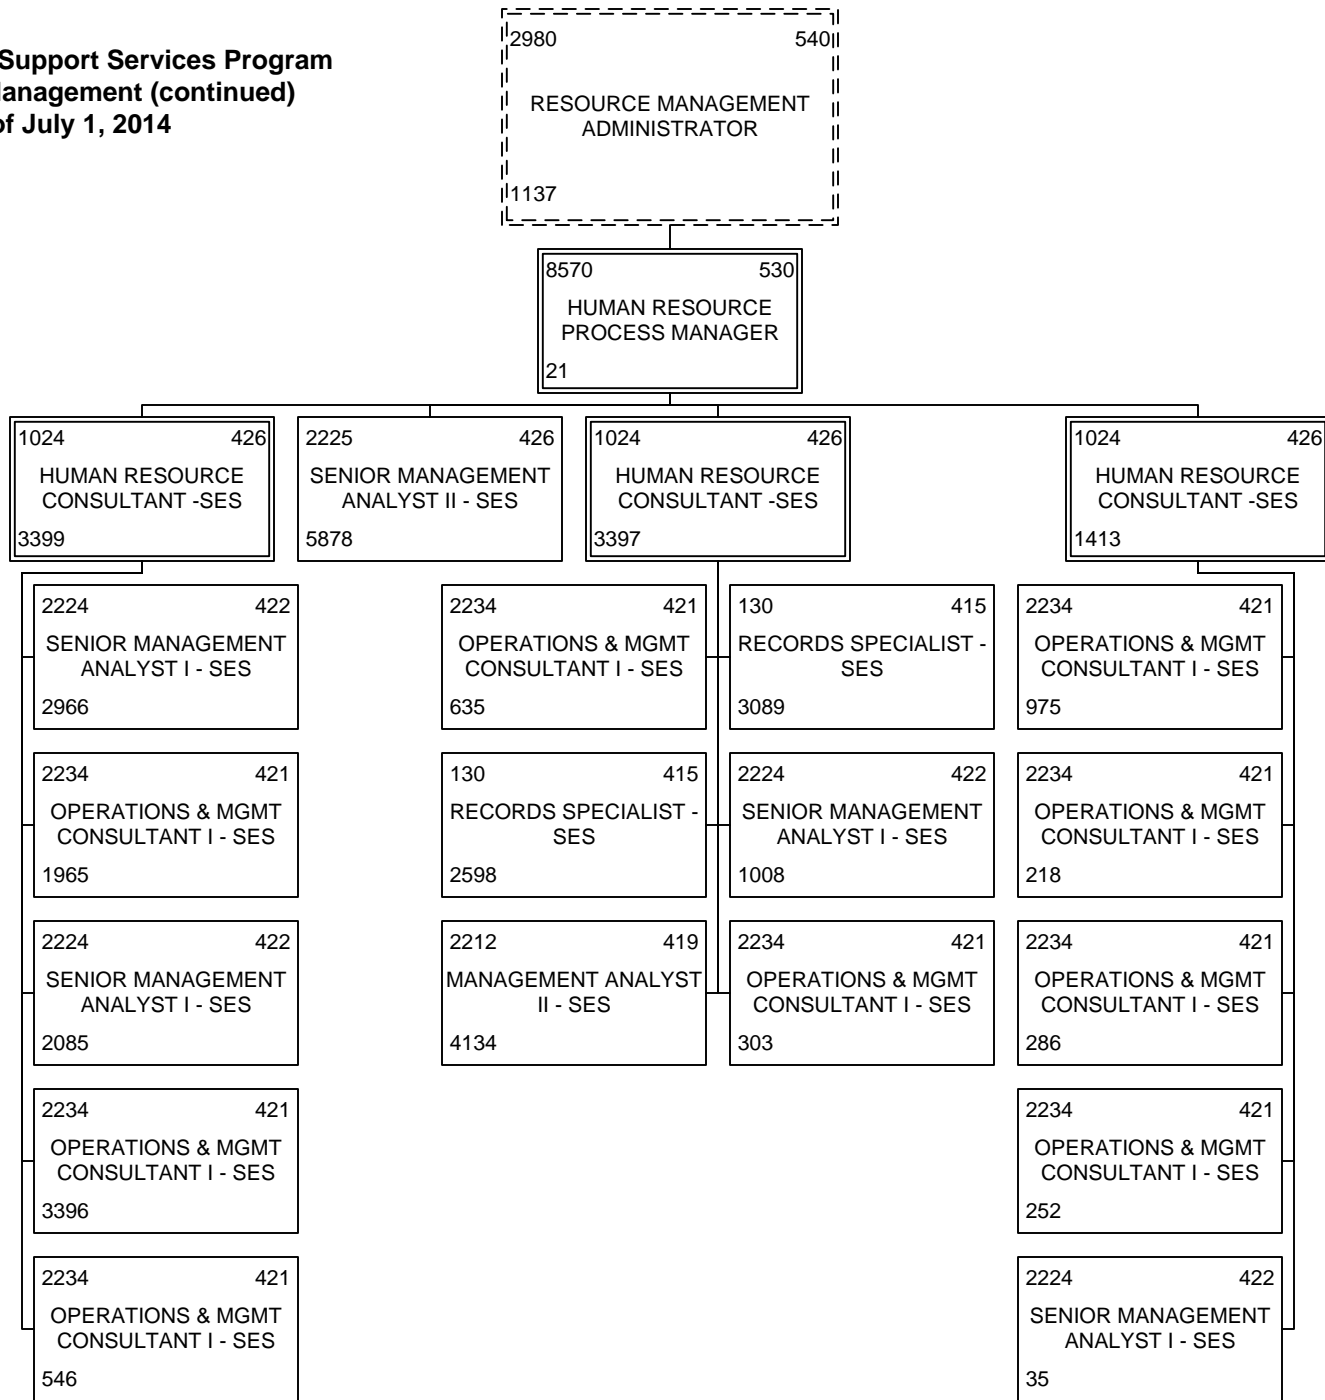 Support Services Program
Management (continued)
of July 1, 2014
2980 540
RESOURCE MANAGEMENT
ADMINISTRATOR
1137
8570 530
HUMAN RESOURCE
PROCESS MANAGER
21
1024 426
HUMAN RESOURCE
CONSULTANT -SES
3399
2225 426
SENIOR MANAGEMENT
ANALYST II - SES
5878
1024 426
HUMAN RESOURCE
CONSULTANT -SES
3397
1024 426
HUMAN RESOURCE
CONSULTANT -SES
1413
2224 422
SENIOR MANAGEMENT
ANALYST I - SES
2966
2234 421
OPERATIONS & MGMT
CONSULTANT I - SES
1965
2224 422
SENIOR MANAGEMENT
ANALYST I - SES
2085
2234 421
OPERATIONS & MGMT
CONSULTANT I - SES
3396
2234 421
OPERATIONS & MGMT
CONSULTANT I - SES
546
2234 421
OPERATIONS & MGMT
CONSULTANT I - SES
635
130 415
RECORDS SPECIALIST -
SES
3089
130 415
RECORDS SPECIALIST -
SES
2598
2224 422
SENIOR MANAGEMENT
ANALYST I - SES
1008
2212 419
MANAGEMENT ANALYST
II - SES
4134
2234 421
OPERATIONS & MGMT
CONSULTANT I - SES
303
2234 421
OPERATIONS & MGMT
CONSULTANT I - SES
975
2234 421
OPERATIONS & MGMT
CONSULTANT I - SES
218
2234 421
OPERATIONS & MGMT
CONSULTANT I - SES
286
2234 421
OPERATIONS & MGMT
CONSULTANT I - SES
252
2224 422
SENIOR MANAGEMENT
ANALYST I - SES
35